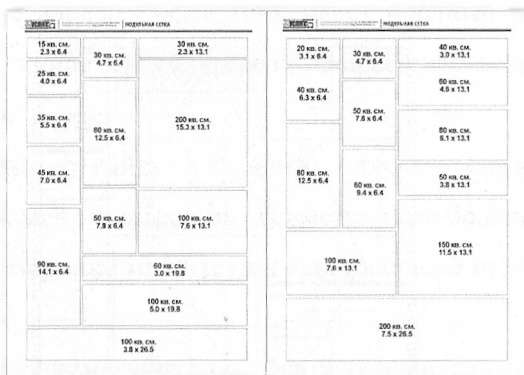 МОДУЛЬНАЯ СЕТКА
15 кв. см.
2.3 x 6.4
25 кв. см.
4.0 x 6.4
35 кв. см.
5.5 x 6.4
45 кв. см.
7.0 x 6.4
90 кв. см.
14.1 x 6.4
30 кв. см.
4.7 x 6.4
80 кв. см.
12.5 x 6.4
50 кв. см.
7.8 x 6.4
30 кв. см.
2.3 x 13.1
200 кв. см.
15.3 x 13.1
100 кв. см.
7.6 x 13.1
60 кв. см.
3.0 x 19.8
100 кв. см.
5.0 x 19.8
100 кв. см.
3.8 x 26.5
МОДУЛЬНАЯ СЕТКА
20 кв. см.
3.1 x 6.4
40 кв. см.
6.3 x 6.4
80 кв. см.
12.5 x 6.4
30 кв. см.
4.7 x 6.4
50 кв. см.
7.8 x 6.4
60 кв. см.
9.4 x 6.4
100 кв. см.
7.6 x 13.1
40 кв. см.
3.0 x 13.1
60 кв. см.
4.6 x 13.1
80 кв. см.
6.1 x 13.1
50 кв. см.
3.8 x 13.1
150 кв. см.
11.5 x 13.1
200 кв. см.
7.5 x 26.5